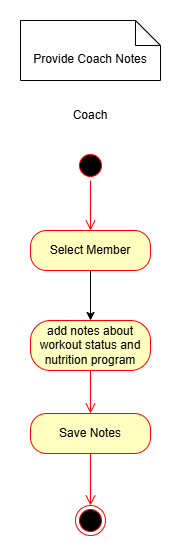 Provide Coach Notes
Coach
Select Member
add notes about
workout status and
nutrition program
Save Notes